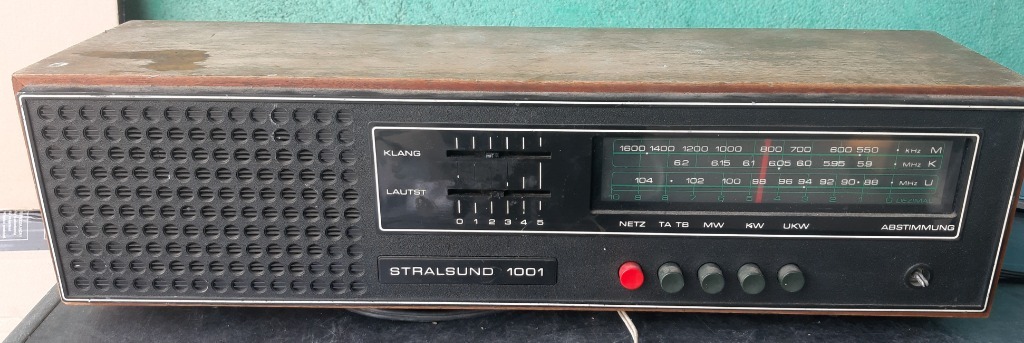 KLANG
LAUTST
0 1 2 3 4 5
1600 1400 1200 1000 800 700 600 550 • kHz M
6.2 6.15 6.1 6.05 6.0 5.95 5.9 • MHz K
104 • 102 100 98 96 94 92 90 • 88 • MHz U
NETZ TA TB MW KW UKW ABSTIMMUNG
STRALSUND 1001